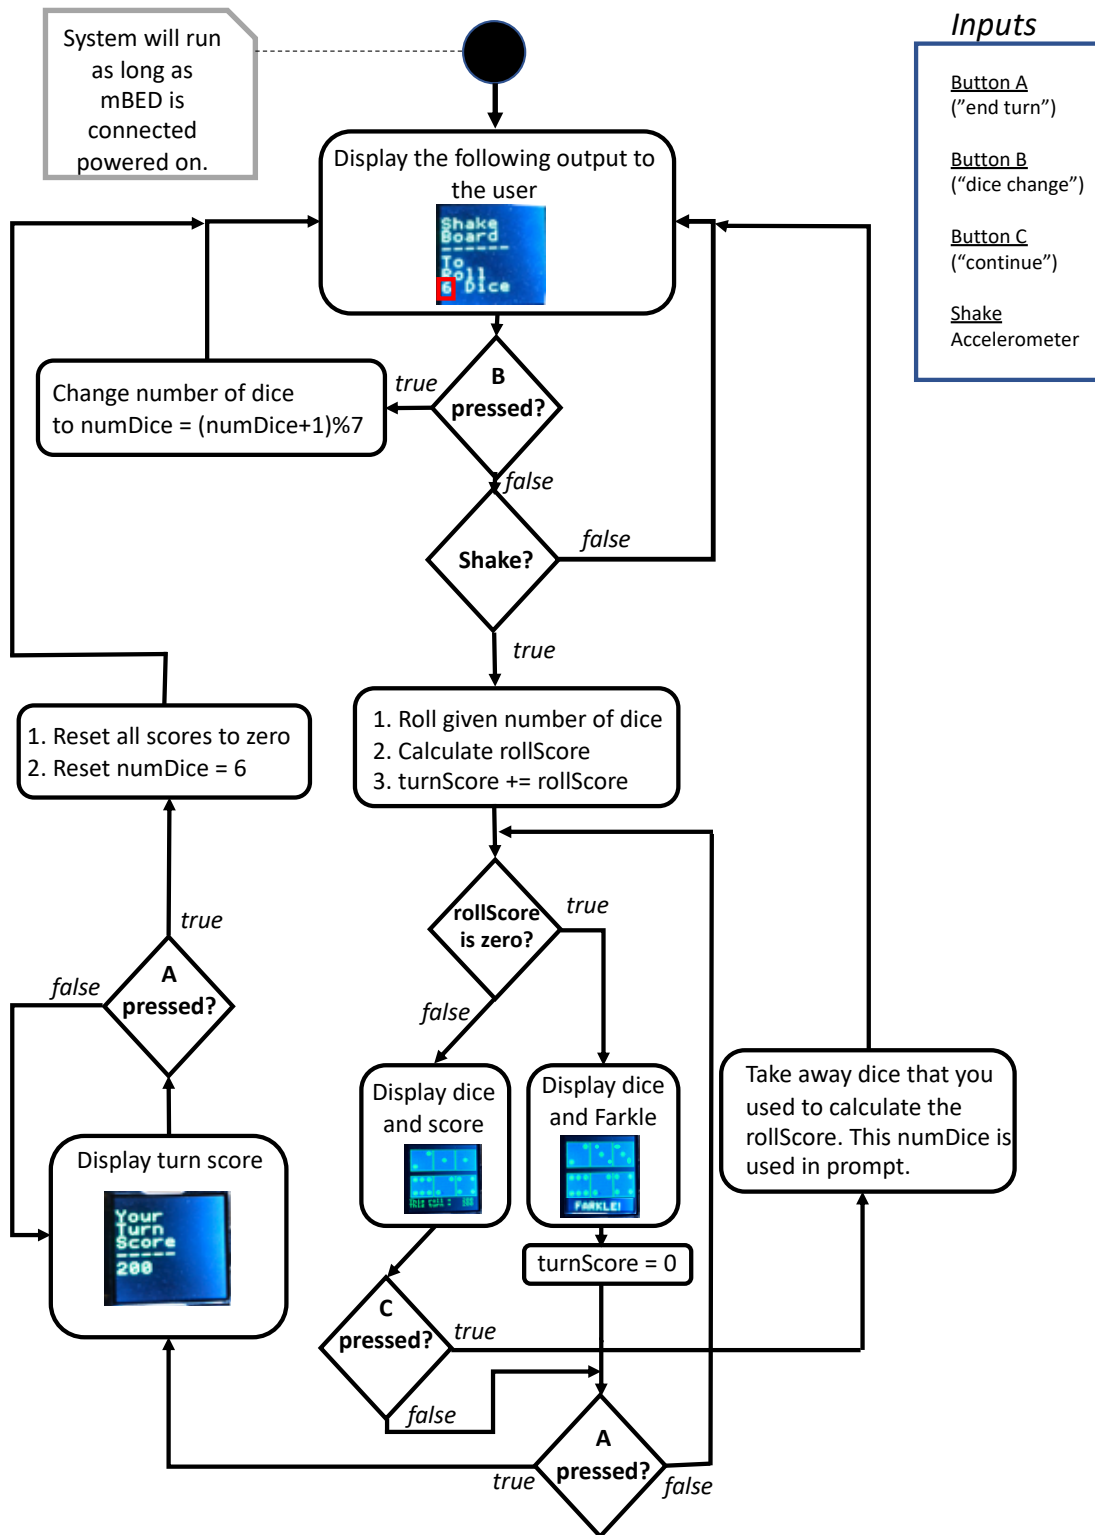 System will run
as long as
mBED is
connected
powered on.
Inputs
Button A
("end turn")
Button B
(“dice change”)
Button C
(“continue”)
Shake
Accelerometer
Display the following output to
the user
Shake
Board
------
To
Roll
6 Dice
B
pressed?
true
false
Change number of dice
to numDice = (numDice+1)%7
Shake?
false
true
1. Roll given number of dice
2. Calculate rollScore
3. turnScore += rollScore
1. Reset all scores to zero
2. Reset numDice = 6
rollScore
is zero?
true
false
A
pressed?
true
false
Display dice
and score
This roll:
Display dice
and Farkle
FARKLE!
Take away dice that you
used to calculate the
rollScore. This numDice is
used in prompt.
Display turn score
Your
Turn
Score
-----
200
turnScore = 0
C
pressed?
true
false
A
pressed?
true
false